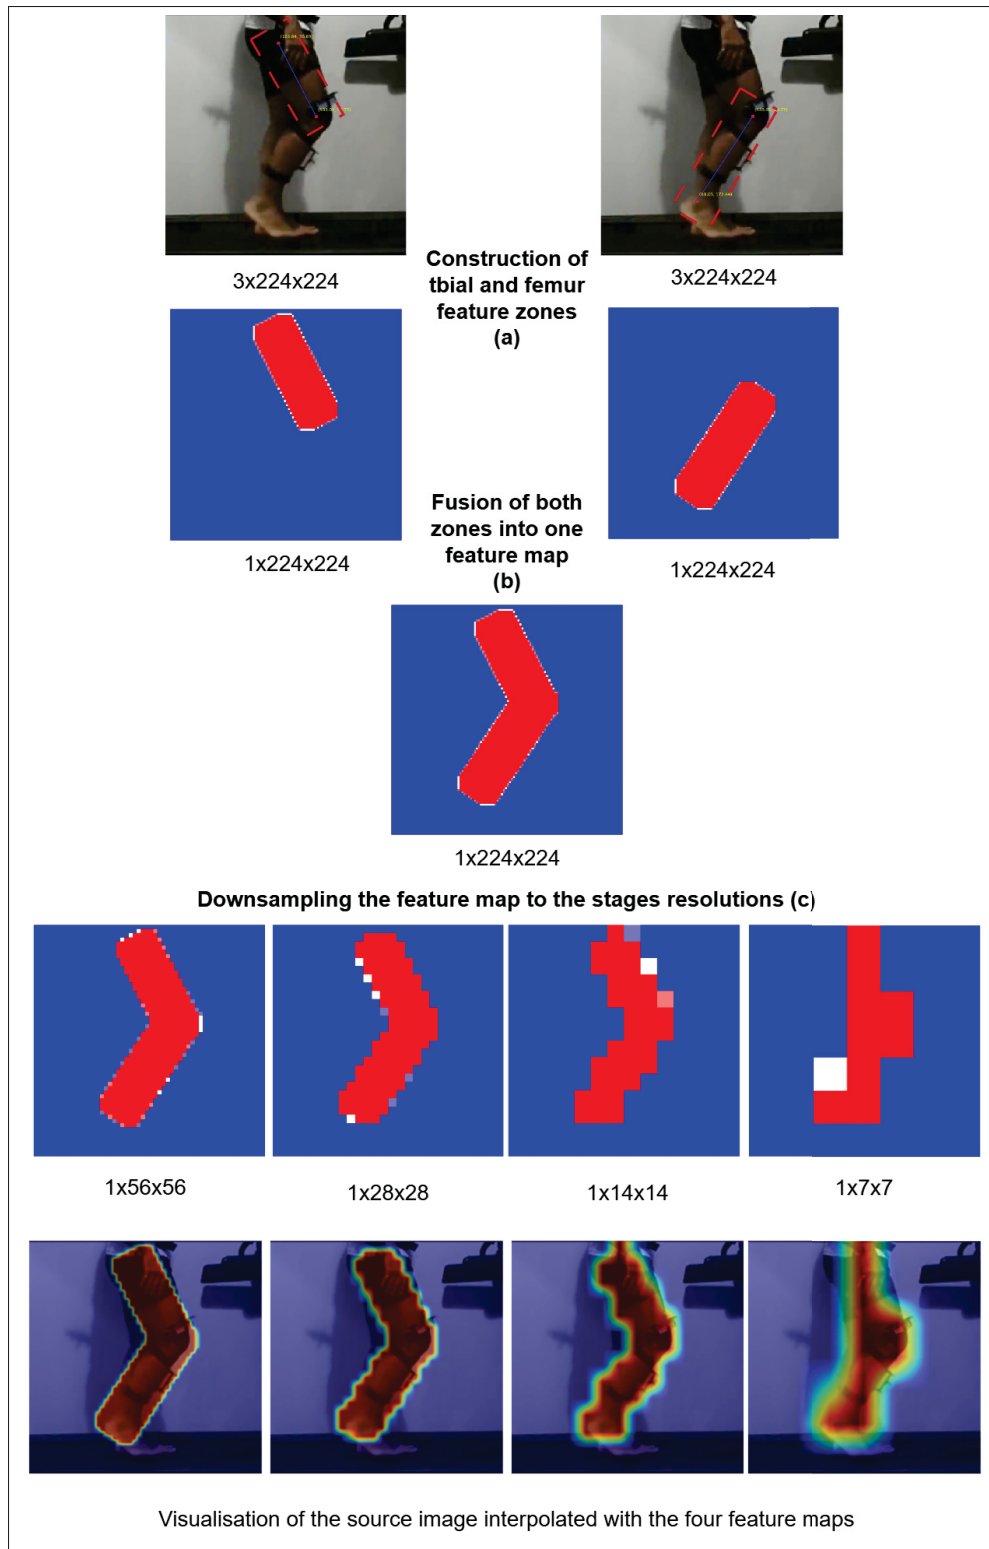 3x224x224
3x224x224
Construction of
tbial and femur
feature zones
(a)
1x224x224
1x224x224
Fusion of both
zones into one
feature map
(b)
1x224x224
Downsampling the feature map to the stages resolutions (c)
1x56x56
1x28x28
1x14x14
1x7x7
Visualisation of the source image interpolated with the four feature maps